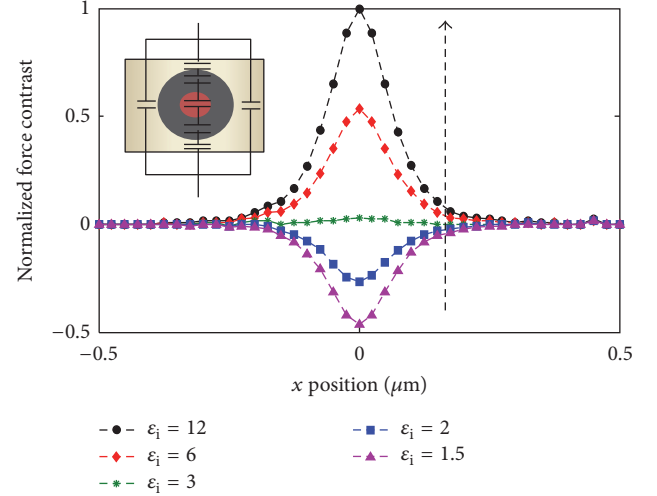 Normalized force contrast
1
0.5
0
−0.5
−0.5
0
0.5
x position (μm)
ε_i = 12
ε_i = 6
ε_i = 3
ε_i = 2
ε_i = 1.5